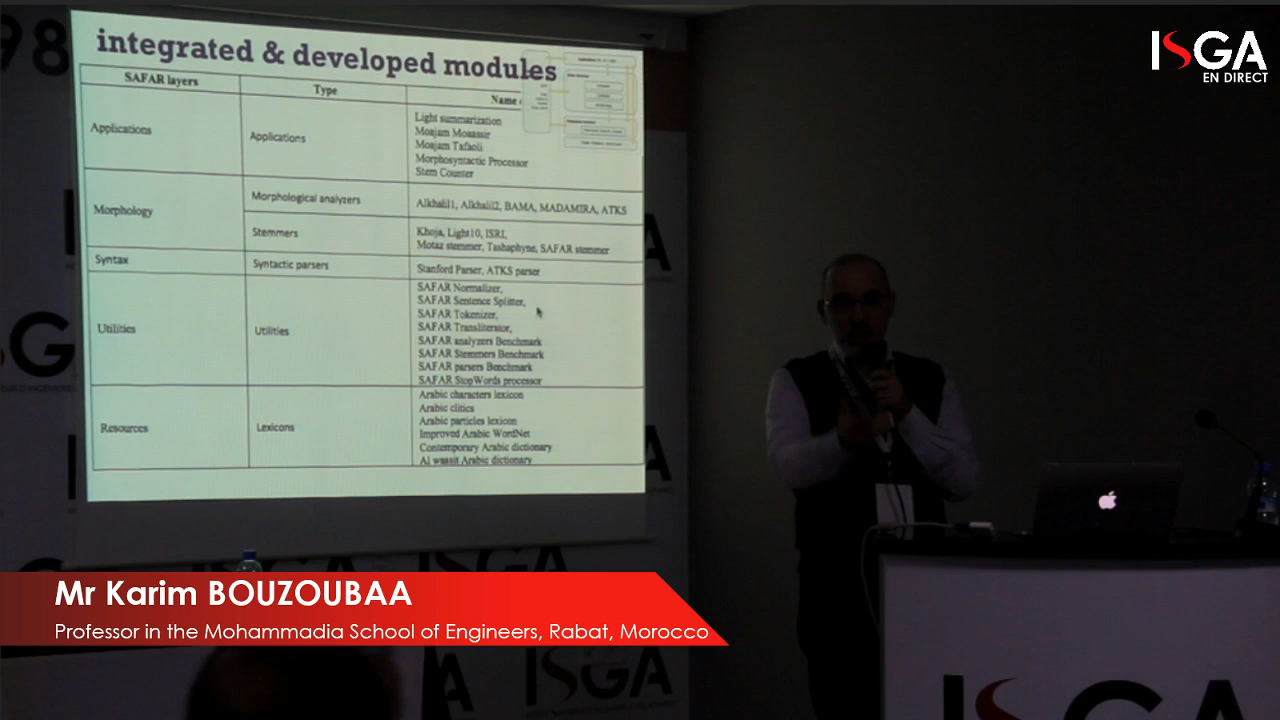 98
ISGA
EN DIRECT
integrated & developed modules
SAFAR layers
Type
Name
Applications
Applications
Light summarization
Moajam Moaassir
Moajam Tafaoli
Morphosyntactic Processor
Stem Counter
Morphology
Morphological analyzers
Alkhalil1, Alkhalil2, BAMA, MADAMIRA, ATKS
Stemmers
Khoja, Light10, ISRI,
Motaz stemmer, Tashaphyne, SAFAR stemmer
Syntax
Syntactic parsers
Stanford Parser, ATKS parser
Utilities
Utilities
SAFAR Normalizer,
SAFAR Sentence Splitter,
SAFAR Tokenizer,
SAFAR Transliterator,
SAFAR analyzers Benchmark
SAFAR Stemmers Benchmark
SAFAR parsers Benchmark
SAFAR StopWords processor
Resources
Lexicons
Arabic characters lexicon
Arabic clitics
Arabic particles lexicon
Improved Arabic WordNet
Contemporary Arabic dictionary
Al wassit Arabic dictionary
Mr Karim BOUZOUBAA
Professor in the Mohammadia School of Engineers, Rabat, Morocco
ISGA